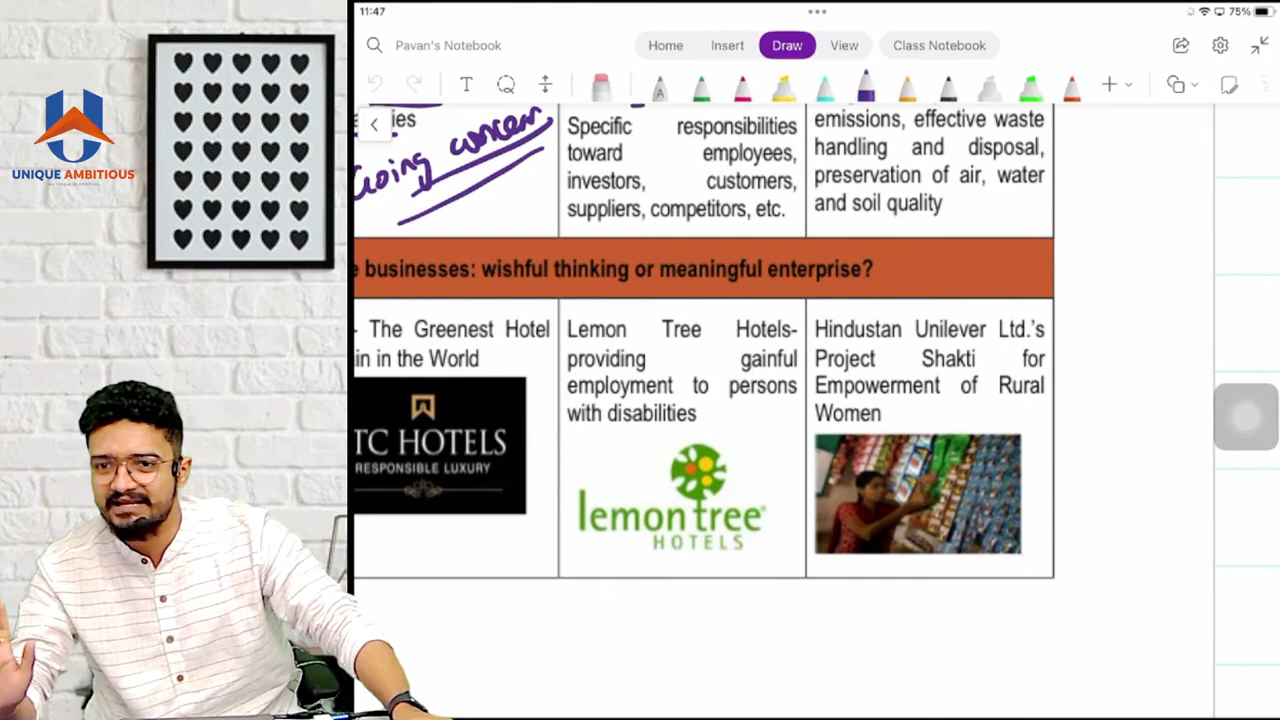 11:47
75%
Pavan's Notebook
Home
Insert
Draw
View
Class Notebook
UNIQUE AMBITIOUS
T
A
ies
Going concern
Specific responsibilities
toward employees,
investors, customers,
suppliers, competitors, etc.
emissions, effective waste
handling and disposal,
preservation of air, water
and soil quality
e businesses: wishful thinking or meaningful enterprise?
- The Greenest Hotel
in in the World
TC HOTELS
RESPONSIBLE LUXURY
Lemon Tree Hotels-
providing gainful
employment to persons
with disabilities
lemon tree
HOTELS
Hindustan Unilever Ltd.'s
Project Shakti for
Empowerment of Rural
Women